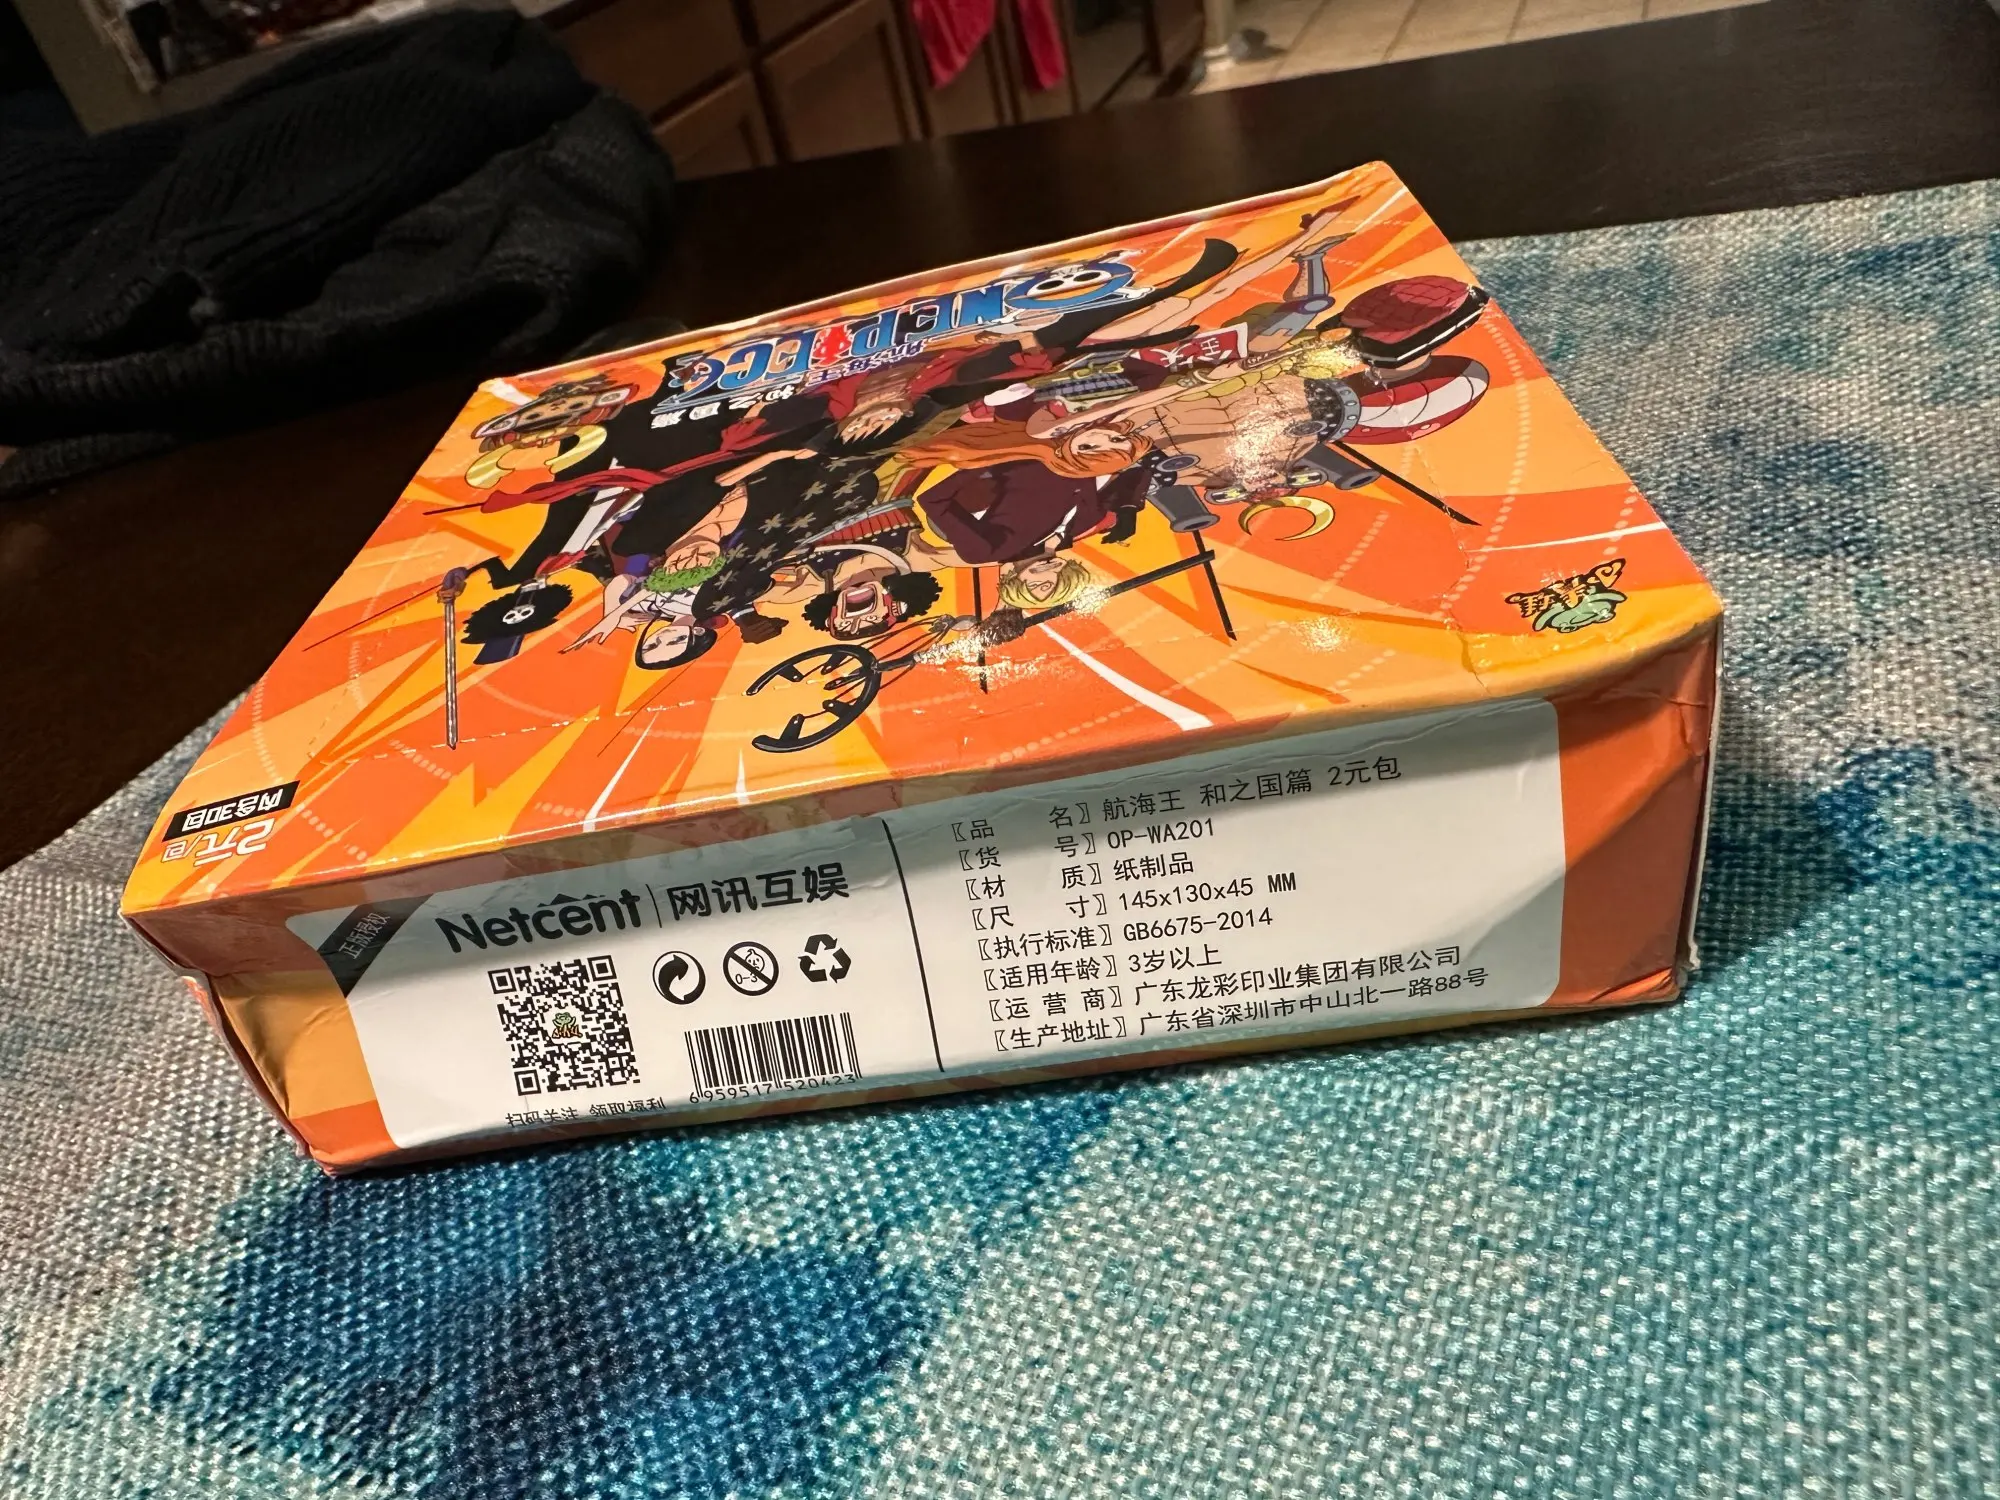 ONE PIECE
航海王
和之国篇
2元/包
内含30包
正版授权
Netcent 网讯互娱
0-3
扫码关注 领取福利
6959517520423
〖品 名〗航海王 和之国篇 2元包
〖货 号〗OP-WA201
〖材 质〗纸制品
〖尺 寸〗145x130x45 MM
〖执行标准〗GB6675-2014
〖适用年龄〗3岁以上
〖运 营 商〗广东龙彩印业集团有限公司
〖生产地址〗广东省深圳市中山北一路88号